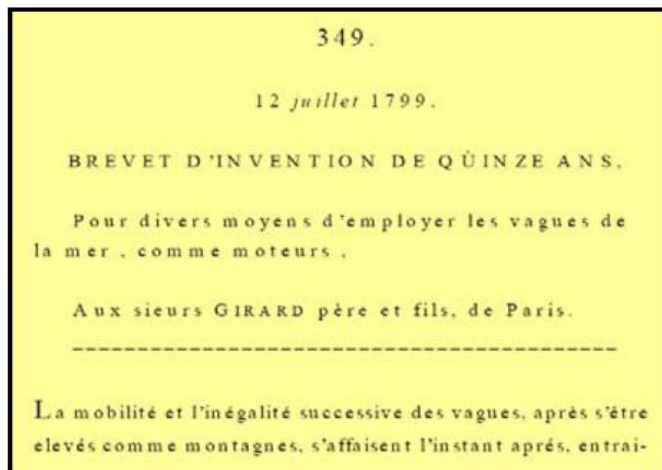 349.
12 juillet 1799.
BREVET D'INVENTION DE QÙINZE ANS,
Pour divers moyens d'employer les vagues de
la mer , comme moteurs ,
Aux sieurs GIRARD père et fils, de Paris.
La mobilité et l'inégalité successive des vagues, aprés s'être
elevés comme montagnes, s'affaisent l'instant aprés, entrai-